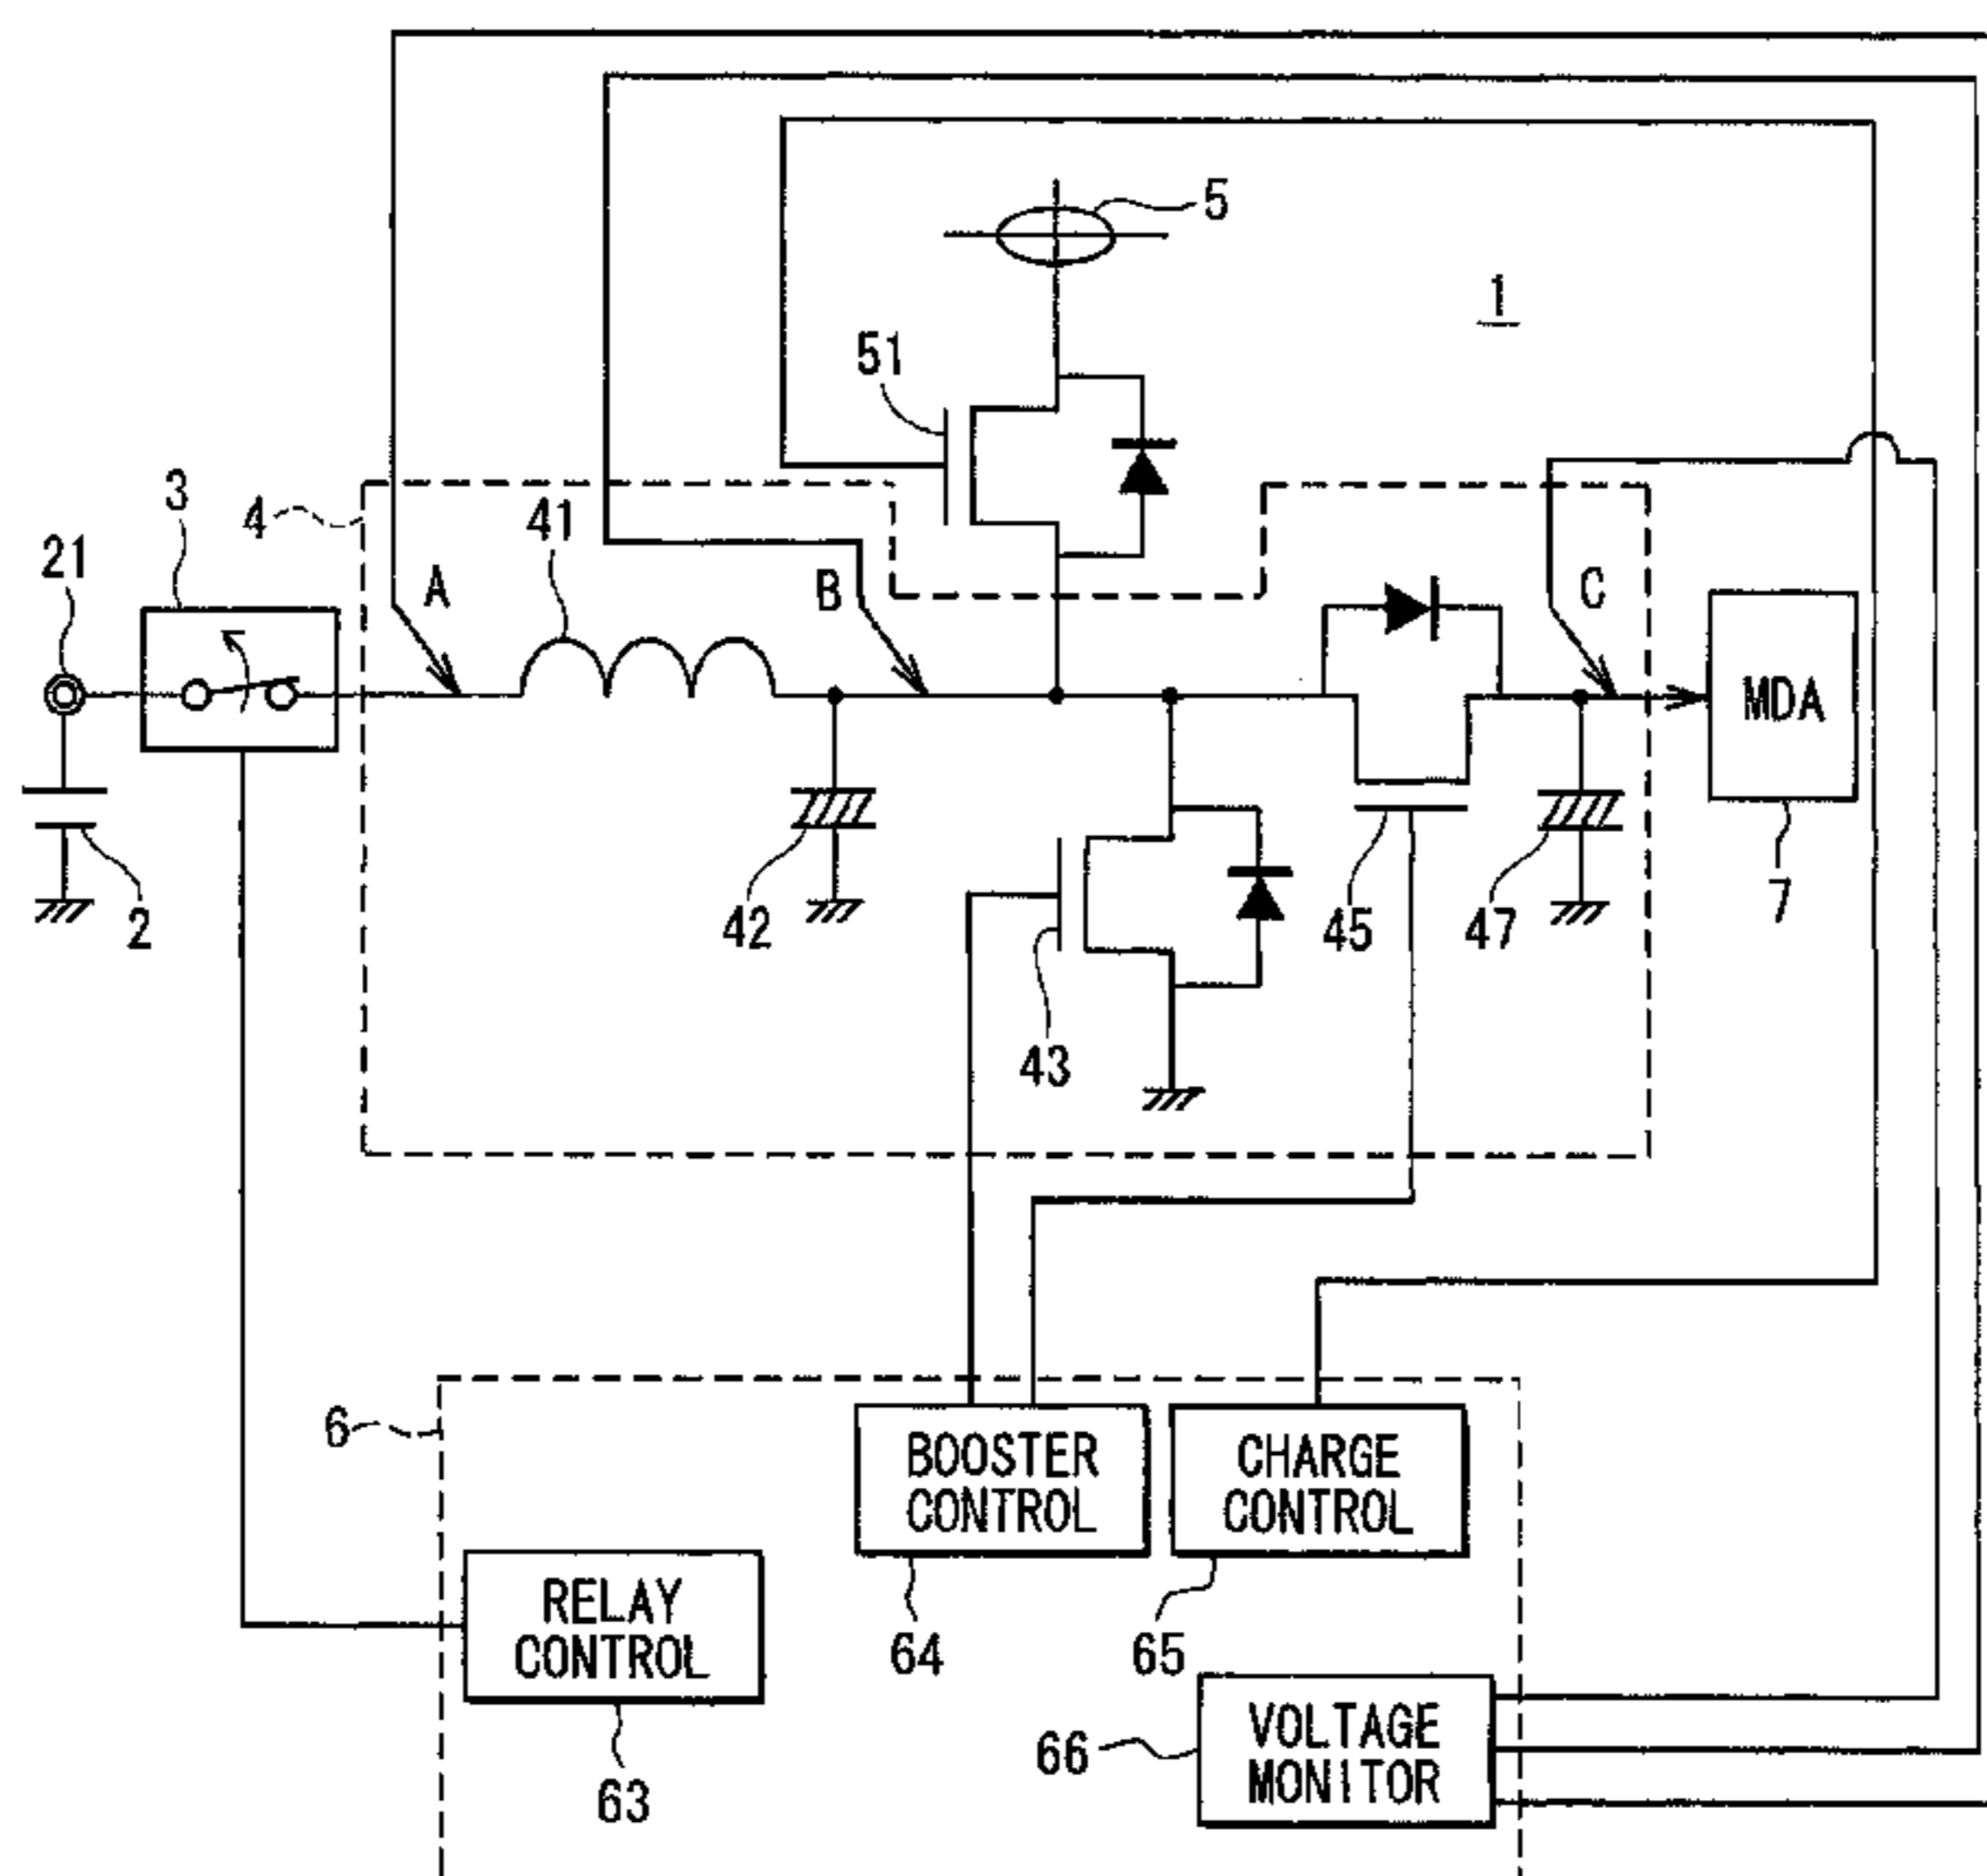 5
1
51
3
4
41
21
A
B
C
MDA
7
2
42
43
45
47
6
BOOSTER
CONTROL
CHARGE
CONTROL
RELAY
CONTROL
64
65
63
66
VOLTAGE
MONITOR